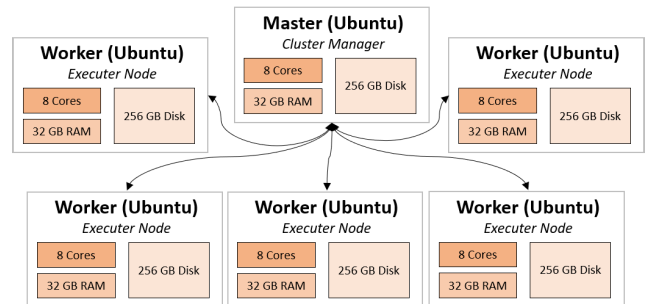 Master (Ubuntu)
Cluster Manager
8 Cores
32 GB RAM
256 GB Disk
Worker (Ubuntu)
Executer Node
8 Cores
32 GB RAM
256 GB Disk
Worker (Ubuntu)
Executer Node
8 Cores
32 GB RAM
256 GB Disk
Worker (Ubuntu)
Executer Node
8 Cores
32 GB RAM
256 GB Disk
Worker (Ubuntu)
Executer Node
8 Cores
32 GB RAM
256 GB Disk
Worker (Ubuntu)
Executer Node
8 Cores
32 GB RAM
256 GB Disk